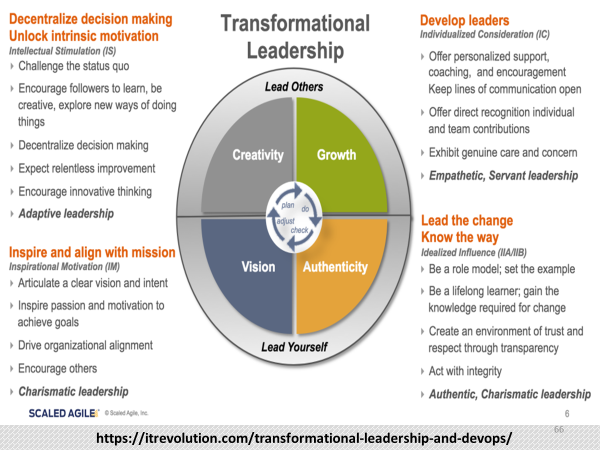 Transformational
Leadership
Decentralize decision making
Unlock intrinsic motivation
Intellectual Stimulation (IS)
Challenge the status quo
Encourage followers to learn, be
creative, explore new ways of doing
things
Decentralize decision making
Expect relentless improvement
Encourage innovative thinking
Adaptive leadership
Inspire and align with mission
Inspirational Motivation (IM)
Articulate a clear vision and intent
Inspire passion and motivation to
achieve goals
Drive organizational alignment
Encourage others
Charismatic leadership
Lead Others
Creativity
Growth
plan
do
adjust
check
Vision
Authenticity
Lead Yourself
Develop leaders
Individualized Consideration (IC)
Offer personalized support,
coaching, and encouragement
Keep lines of communication open
Offer direct recognition individual
and team contributions
Exhibit genuine care and concern
Empathetic, Servant leadership
Lead the change
Know the way
Idealized Influence (IIA/IIB)
Be a role model; set the example
Be a lifelong learner; gain the
knowledge required for change
Create an environment of trust and
respect through transparency
Act with integrity
Authentic, Charismatic leadership
SCALED AGILE
© Scaled Agile, Inc.
6
66
https://itrevolution.com/transformational-leadership-and-devops/